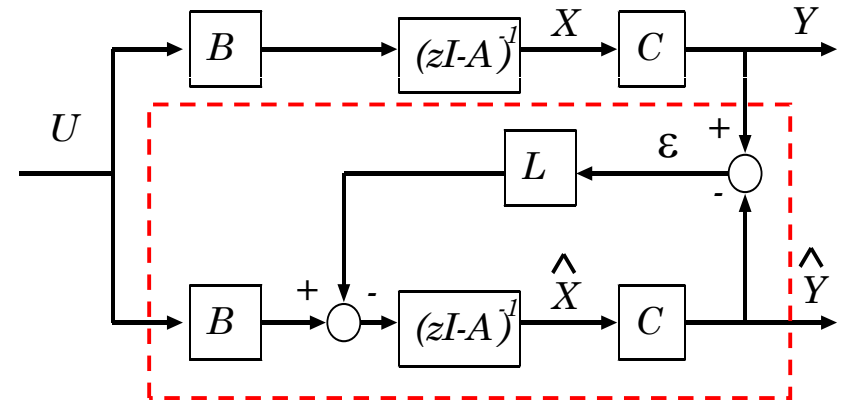 B (zI-A)⁻¹ X C Y
U
+
L ε
-
B + - (zI-A)⁻¹ X̂ C Ŷ